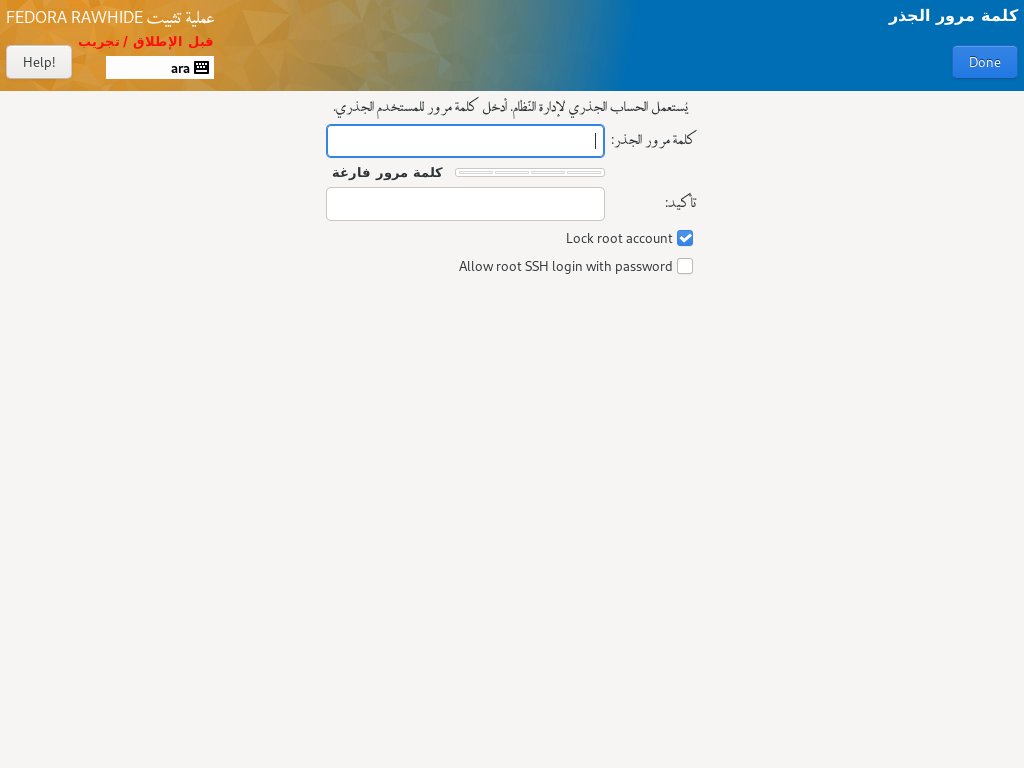 كلمة مرور الجذر
Done
عملية تثبيت FEDORA RAWHIDE
قبل الإطلاق / تجريب
ara
Help!
يُستعمل الحساب الجذري لإدارة النّظام. أدخل كلمة مرور للمستخدم الجذري.
كلمة مرور الجذر:
كلمة مرور فارغة
تأكيد:
Lock root account
Allow root SSH login with password